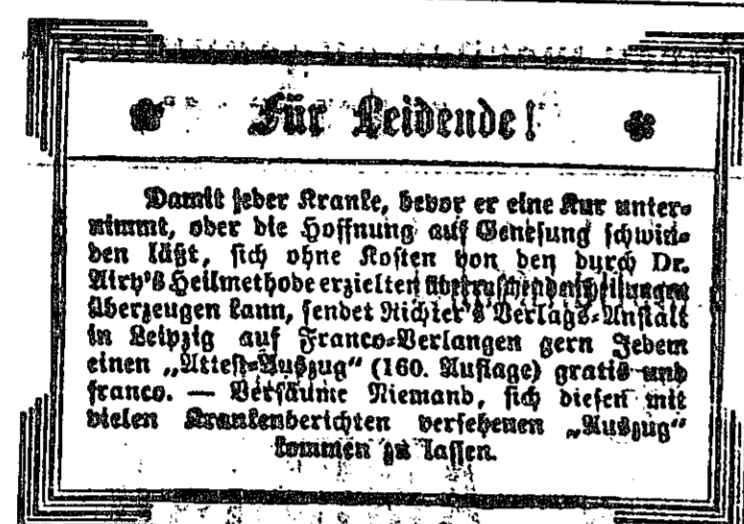 Für Leidende!
Damit jeder Kranke, bevor er eine Kur unter-
nimmt, oder die Hoffnung auf Genesung schwin-
den läßt, sich ohne Kosten von den durch Dr.
Airy's Heilmethode erzielten überraschenden Heilungen
überzeugen kann, sendet Richter's Verlags-Anstalt
in Leipzig auf Franco-Verlangen gern Jedem
einen „Attest-Auszug“ (160. Auflage) gratis und
franco. — Versäume Niemand, sich diesen mit
vielen Krankenberichten versehenen „Auszug“
kommen zu lassen.